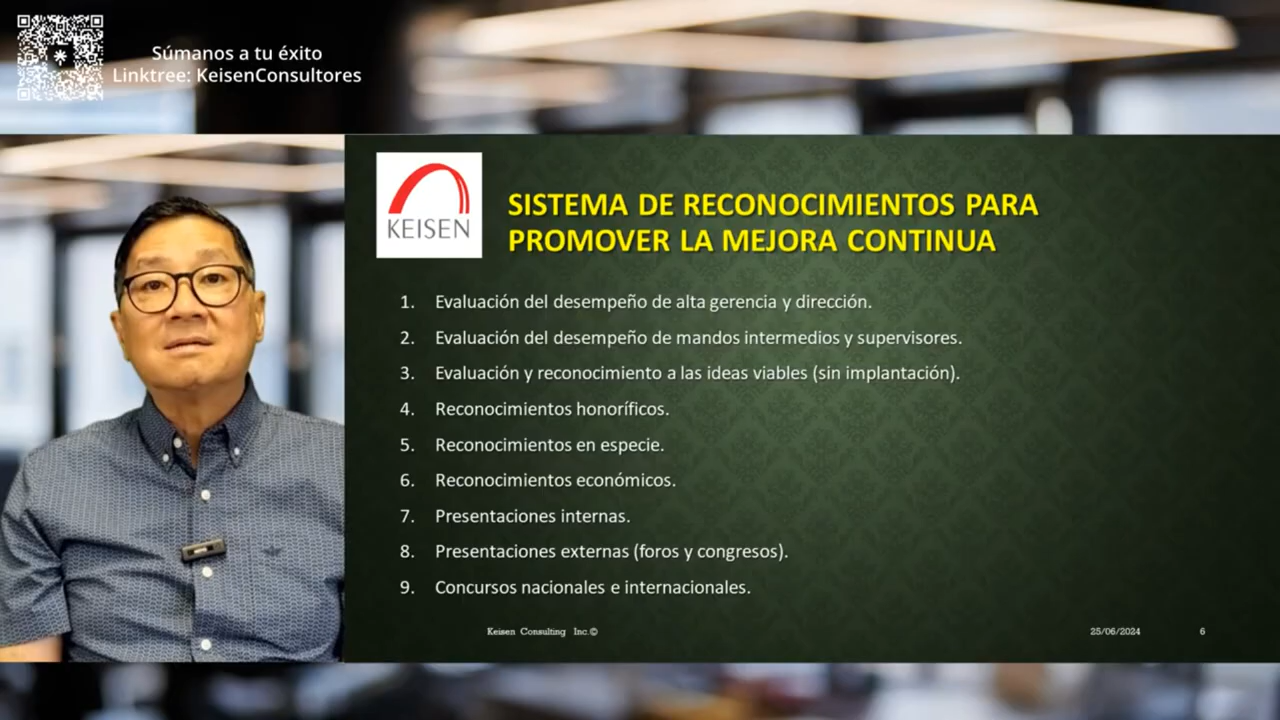 Súmanos a tu éxito
Linktree: KeisenConsultores
KEISEN
SISTEMA DE RECONOCIMIENTOS PARA
PROMOVER LA MEJORA CONTINUA
1. Evaluación del desempeño de alta gerencia y dirección.
2. Evaluación del desempeño de mandos intermedios y supervisores.
3. Evaluación y reconocimiento a las ideas viables (sin implantación).
4. Reconocimientos honoríficos.
5. Reconocimientos en especie.
6. Reconocimientos económicos.
7. Presentaciones internas.
8. Presentaciones externas (foros y congresos).
9. Concursos nacionales e internacionales.
Keisen Consulting Inc.© 25/06/2024 6